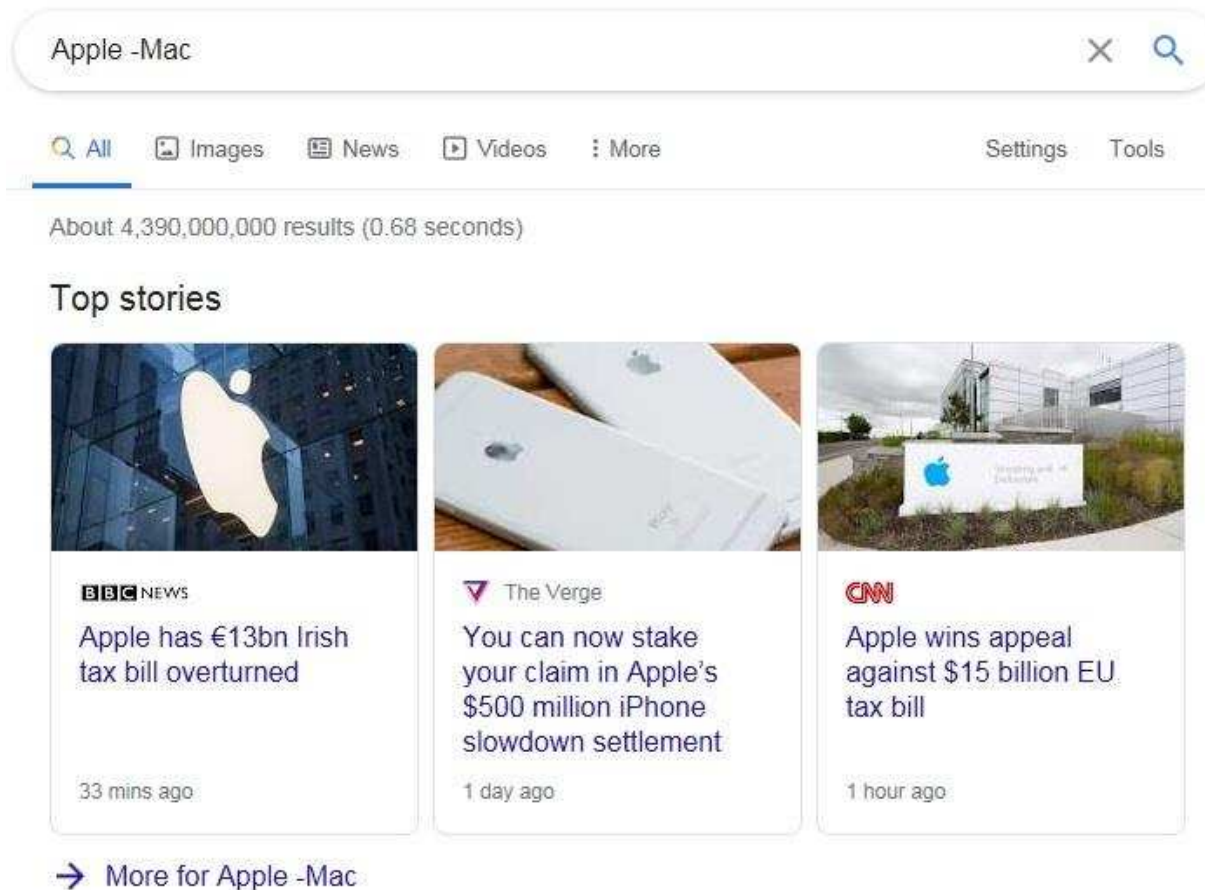 Apple -Mac
All Images News Videos More Settings Tools
About 4,390,000,000 results (0.68 seconds)
Top stories
BBC NEWS
Apple has €13bn Irish
tax bill overturned
33 mins ago
The Verge
You can now stake
your claim in Apple's
$500 million iPhone
slowdown settlement
1 day ago
CNN
Apple wins appeal
against $15 billion EU
tax bill
1 hour ago
More for Apple -Mac